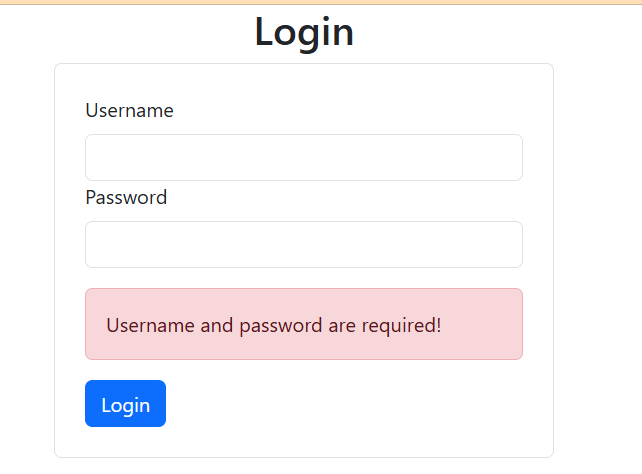 Login
Username
Password
Username and password are required!
Login